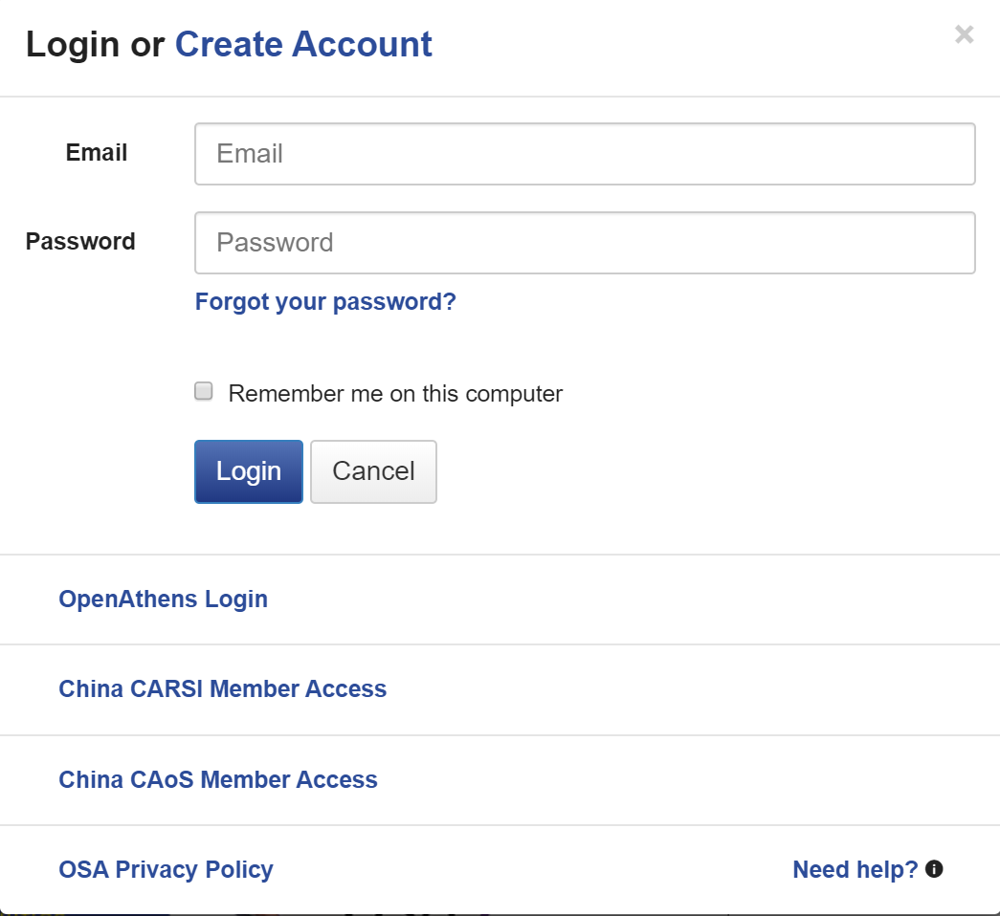 Login or Create Account ×
Email Email
Password Password
Forgot your password?
Remember me on this computer
Login Cancel
OpenAthens Login
China CARSI Member Access
China CAoS Member Access
OSA Privacy Policy Need help?